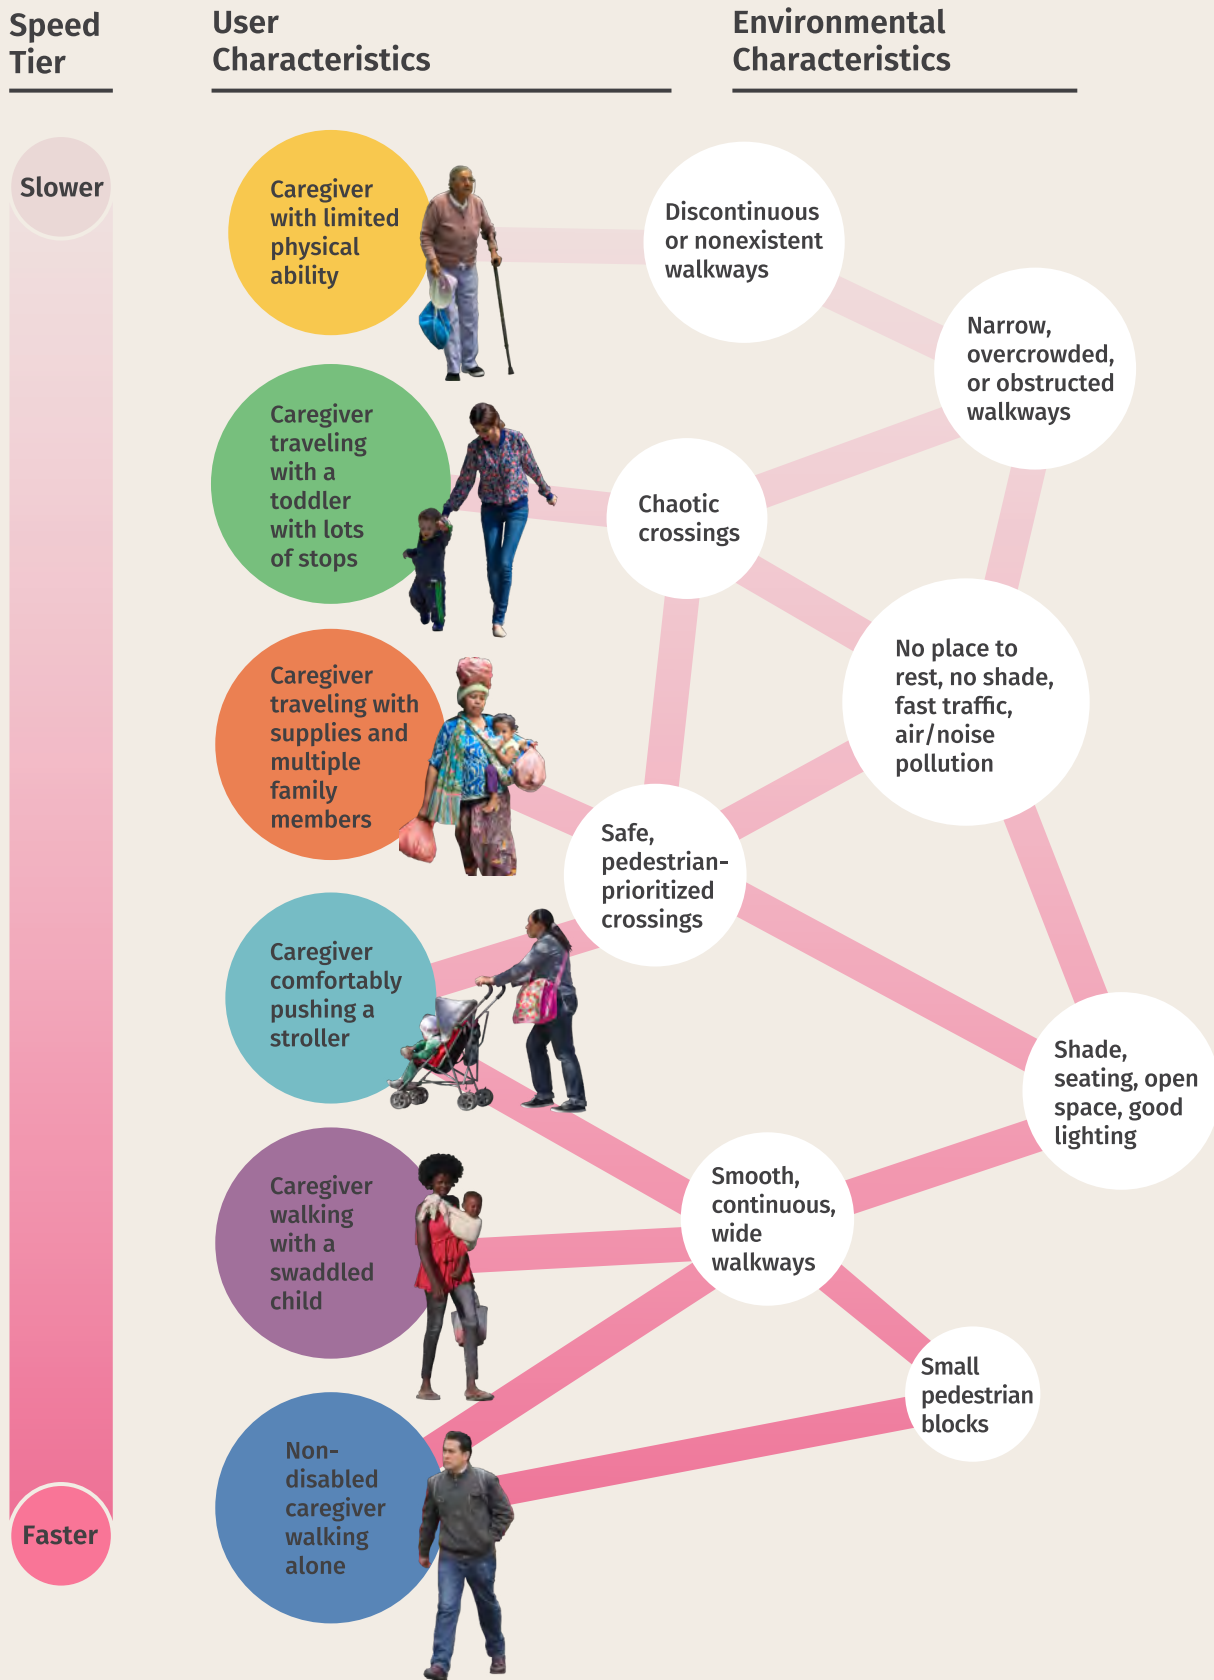 Speed
Tier
User
Characteristics
Environmental
Characteristics
Slower
Faster
Caregiver
with limited
physical
ability
Caregiver
traveling
with a
toddler
with lots
of stops
Caregiver
traveling with
supplies and
multiple
family
members
Caregiver
comfortably
pushing a
stroller
Caregiver
walking
with a
swaddled
child
Non-
disabled
caregiver
walking
alone
Discontinuous
or nonexistent
walkways
Narrow,
overcrowded,
or obstructed
walkways
Chaotic
crossings
No place to
rest, no shade,
fast traffic,
air/noise
pollution
Safe,
pedestrian-
prioritized
crossings
Shade,
seating, open
space, good
lighting
Smooth,
continuous,
wide
walkways
Small
pedestrian
blocks